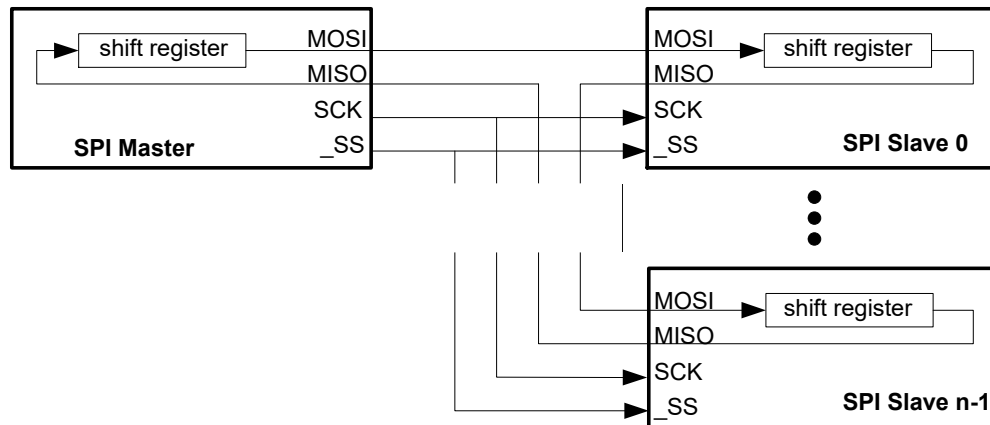 shift register
MOSI
MISO
SCK
_SS
SPI Master
MOSI
shift register
MISO
SCK
_SS
SPI Slave 0
MOSI
shift register
MISO
SCK
_SS
SPI Slave n-1